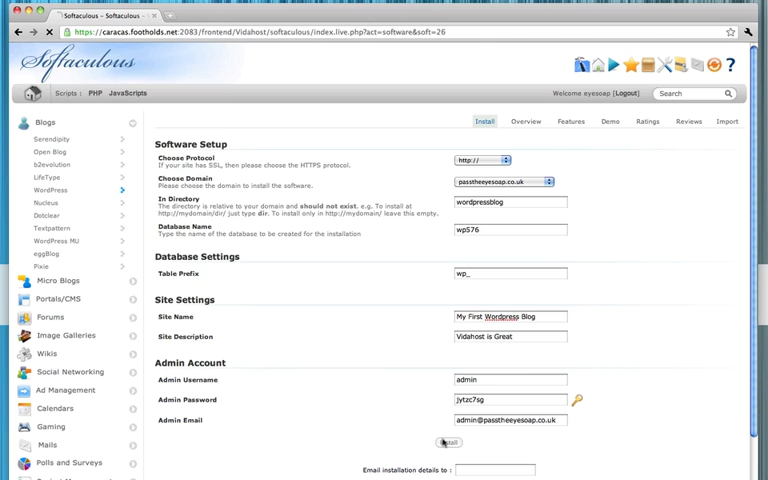 Softaculous – Softaculous –
https://caracas.footholds.net:2083/frontend/Vidahost/softaculous/index.live.php?act=software&soft=26
Softaculous
Scripts : PHP JavaScripts
Welcome eyesoap [Logout]
Search
Blogs
Serendipity
Open Blog
b2evolution
LifeType
WordPress
Nucleus
Dotclear
Textpattern
WordPress MU
eggBlog
Pixie
Micro Blogs
Portals/CMS
Forums
Image Galleries
Wikis
Social Networking
Ad Management
Calendars
Gaming
Mails
Polls and Surveys
Install Overview Features Demo Ratings Reviews Import
Software Setup
Choose Protocol
If your site has SSL, then please choose the HTTPS protocol.
http://
Choose Domain
Please choose the domain to install the software.
passtheeyesoap.co.uk
In Directory
The directory is relative to your domain and should not exist. e.g. To install at
http://mydomain/dir/ just type dir. To install only in http://mydomain/ leave this empty.
wordpressblog
Database Name
Type the name of the database to be created for the installation
wp576
Database Settings
Table Prefix
wp_
Site Settings
Site Name
My First Wordpress Blog
Site Description
Vidahost is Great
Admin Account
Admin Username
admin
Admin Password
jytzc7sg
Admin Email
admin@passtheeyesoap.co.uk
Install
Email installation details to :